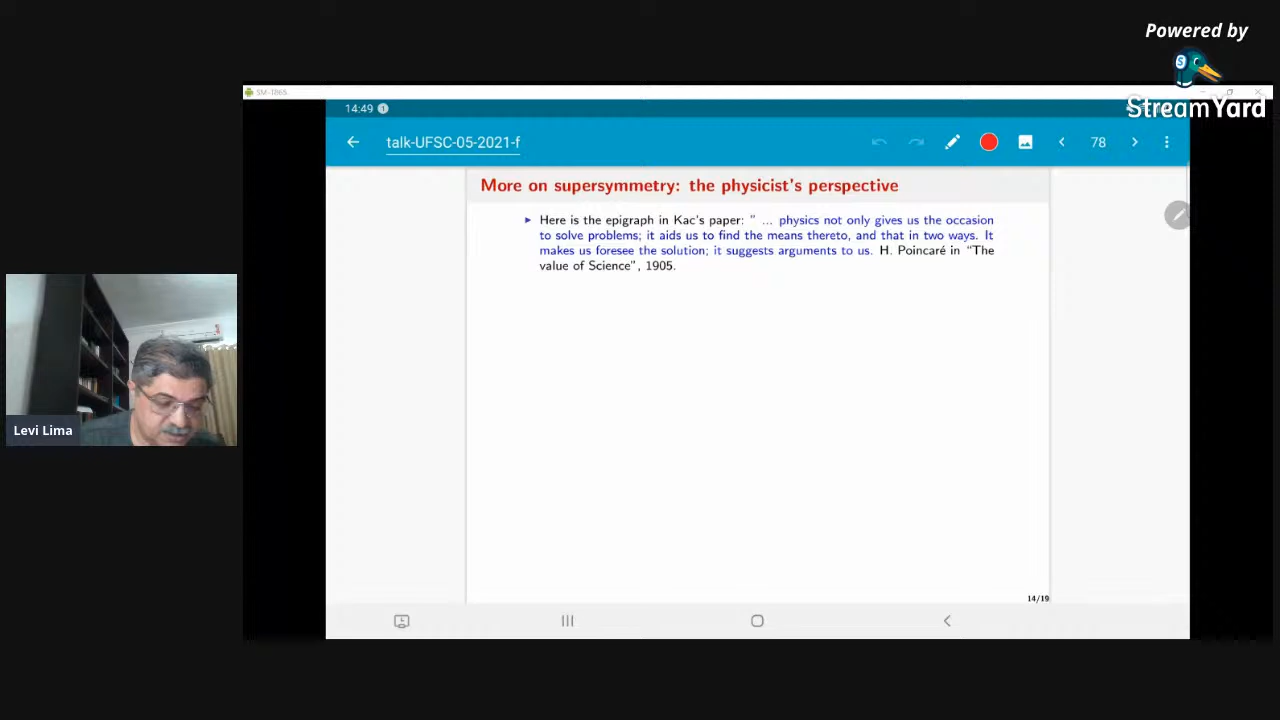 Powered by
StreamYard
SM-T865
14:49
talk-UFSC-05-2021-f
78
More on supersymmetry: the physicist's perspective
Here is the epigraph in Kac's paper: " ... physics not only gives us the occasion
to solve problems; it aids us to find the means thereto, and that in two ways. It
makes us foresee the solution; it suggests arguments to us. H. Poincaré in "The
value of Science", 1905.
Levi Lima
14/19